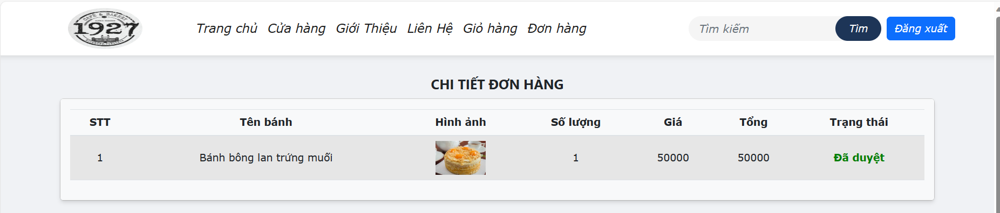 CAFÉ & BAKERY
1927
Trang chủ Cửa hàng Giới Thiệu Liên Hệ Giỏ hàng Đơn hàng
Tìm kiếm Tìm Đăng xuất
CHI TIẾT ĐƠN HÀNG
STT Tên bánh Hình ảnh Số lượng Giá Tổng Trạng thái
1 Bánh bông lan trứng muối 1 50000 50000 Đã duyệt